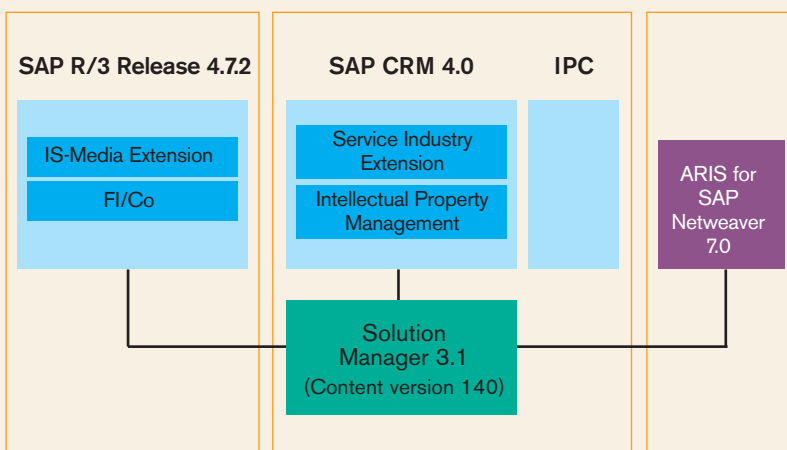 SAP R/3 Release 4.7.2
IS-Media Extension
FI/Co
SAP CRM 4.0
IPC
Service Industry
Extension
Intellectual Property
Management
ARIS for
SAP
Netweaver
7.0
Solution
Manager 3.1
(Content version 140)